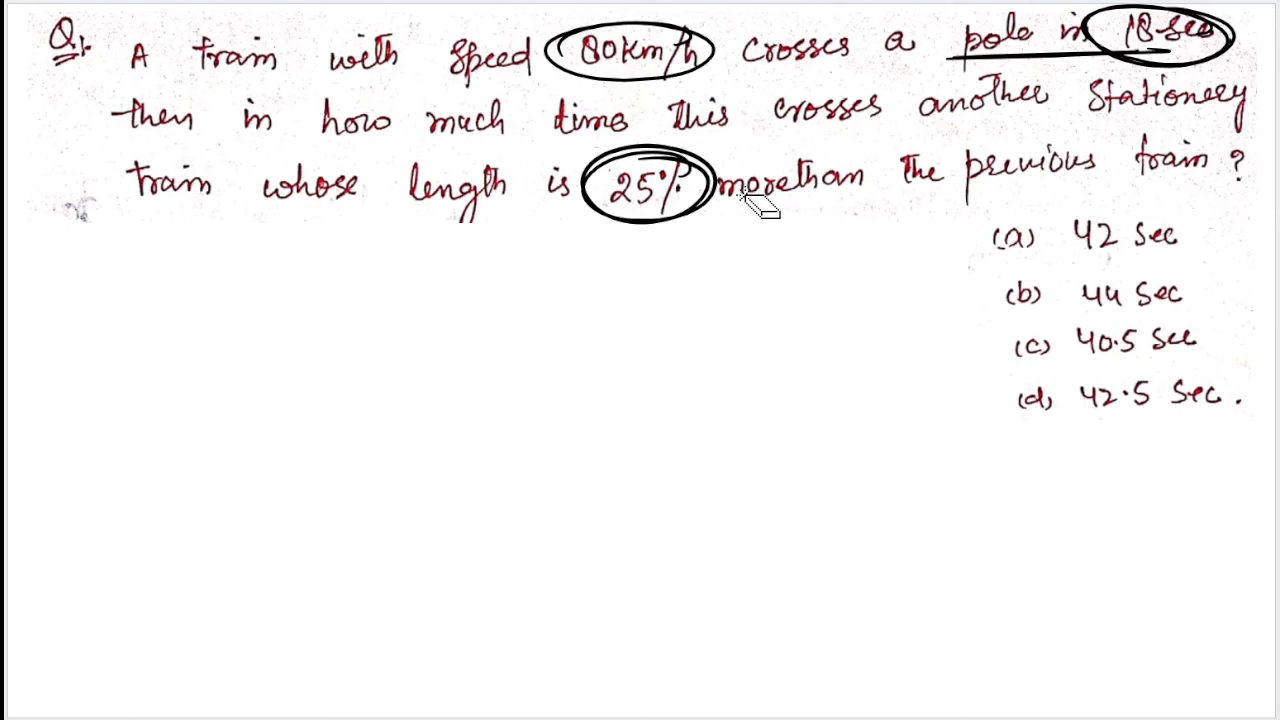 Q1. A train with speed 80Km/h crosses a pole in 18 sec
then in how much time this crosses another stationery
train whose length is 25% more than the previous train ?
(a) 42 Sec
(b) 44 Sec
(c) 40.5 Sec
(d) 42.5 Sec.